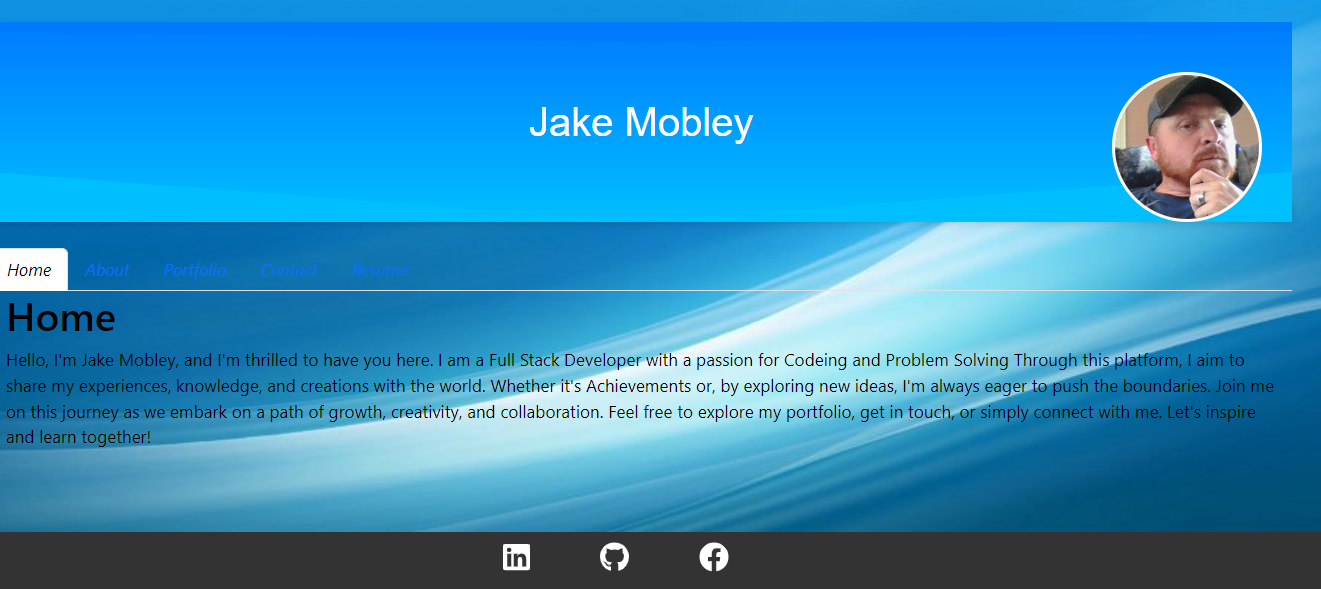 Jake Mobley
Home About Portfolio Contact Resume
Home
Hello, I'm Jake Mobley, and I'm thrilled to have you here. I am a Full Stack Developer with a passion for Codeing and Problem Solving Through this platform, I aim to
share my experiences, knowledge, and creations with the world. Whether it's Achievements or, by exploring new ideas, I'm always eager to push the boundaries. Join me
on this journey as we embark on a path of growth, creativity, and collaboration. Feel free to explore my portfolio, get in touch, or simply connect with me. Let's inspire
and learn together!
in